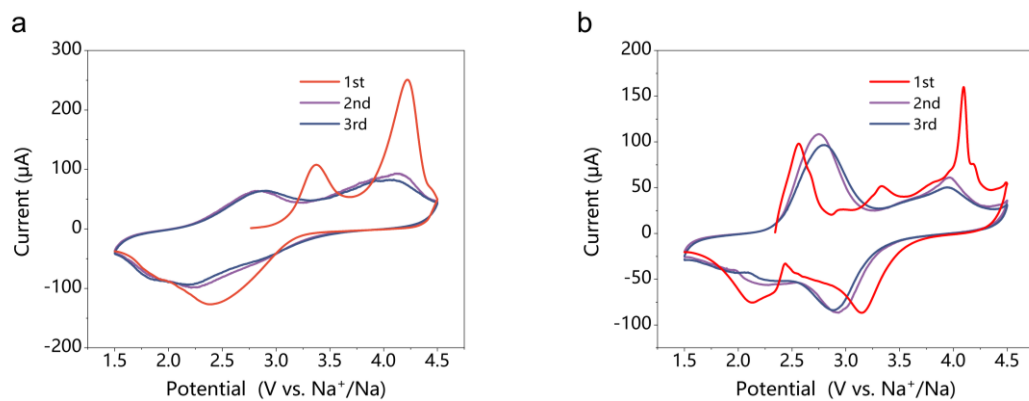 a
300
200
100
0
-100
-200
Current (μA)
1st
2nd
3rd
1.5 2.0 2.5 3.0 3.5 4.0 4.5
Potential (V vs. Na⁺/Na)
b
200
150
100
50
0
-50
-100
Current (μA)
1st
2nd
3rd
1.5 2.0 2.5 3.0 3.5 4.0 4.5
Potential (V vs. Na⁺/Na)